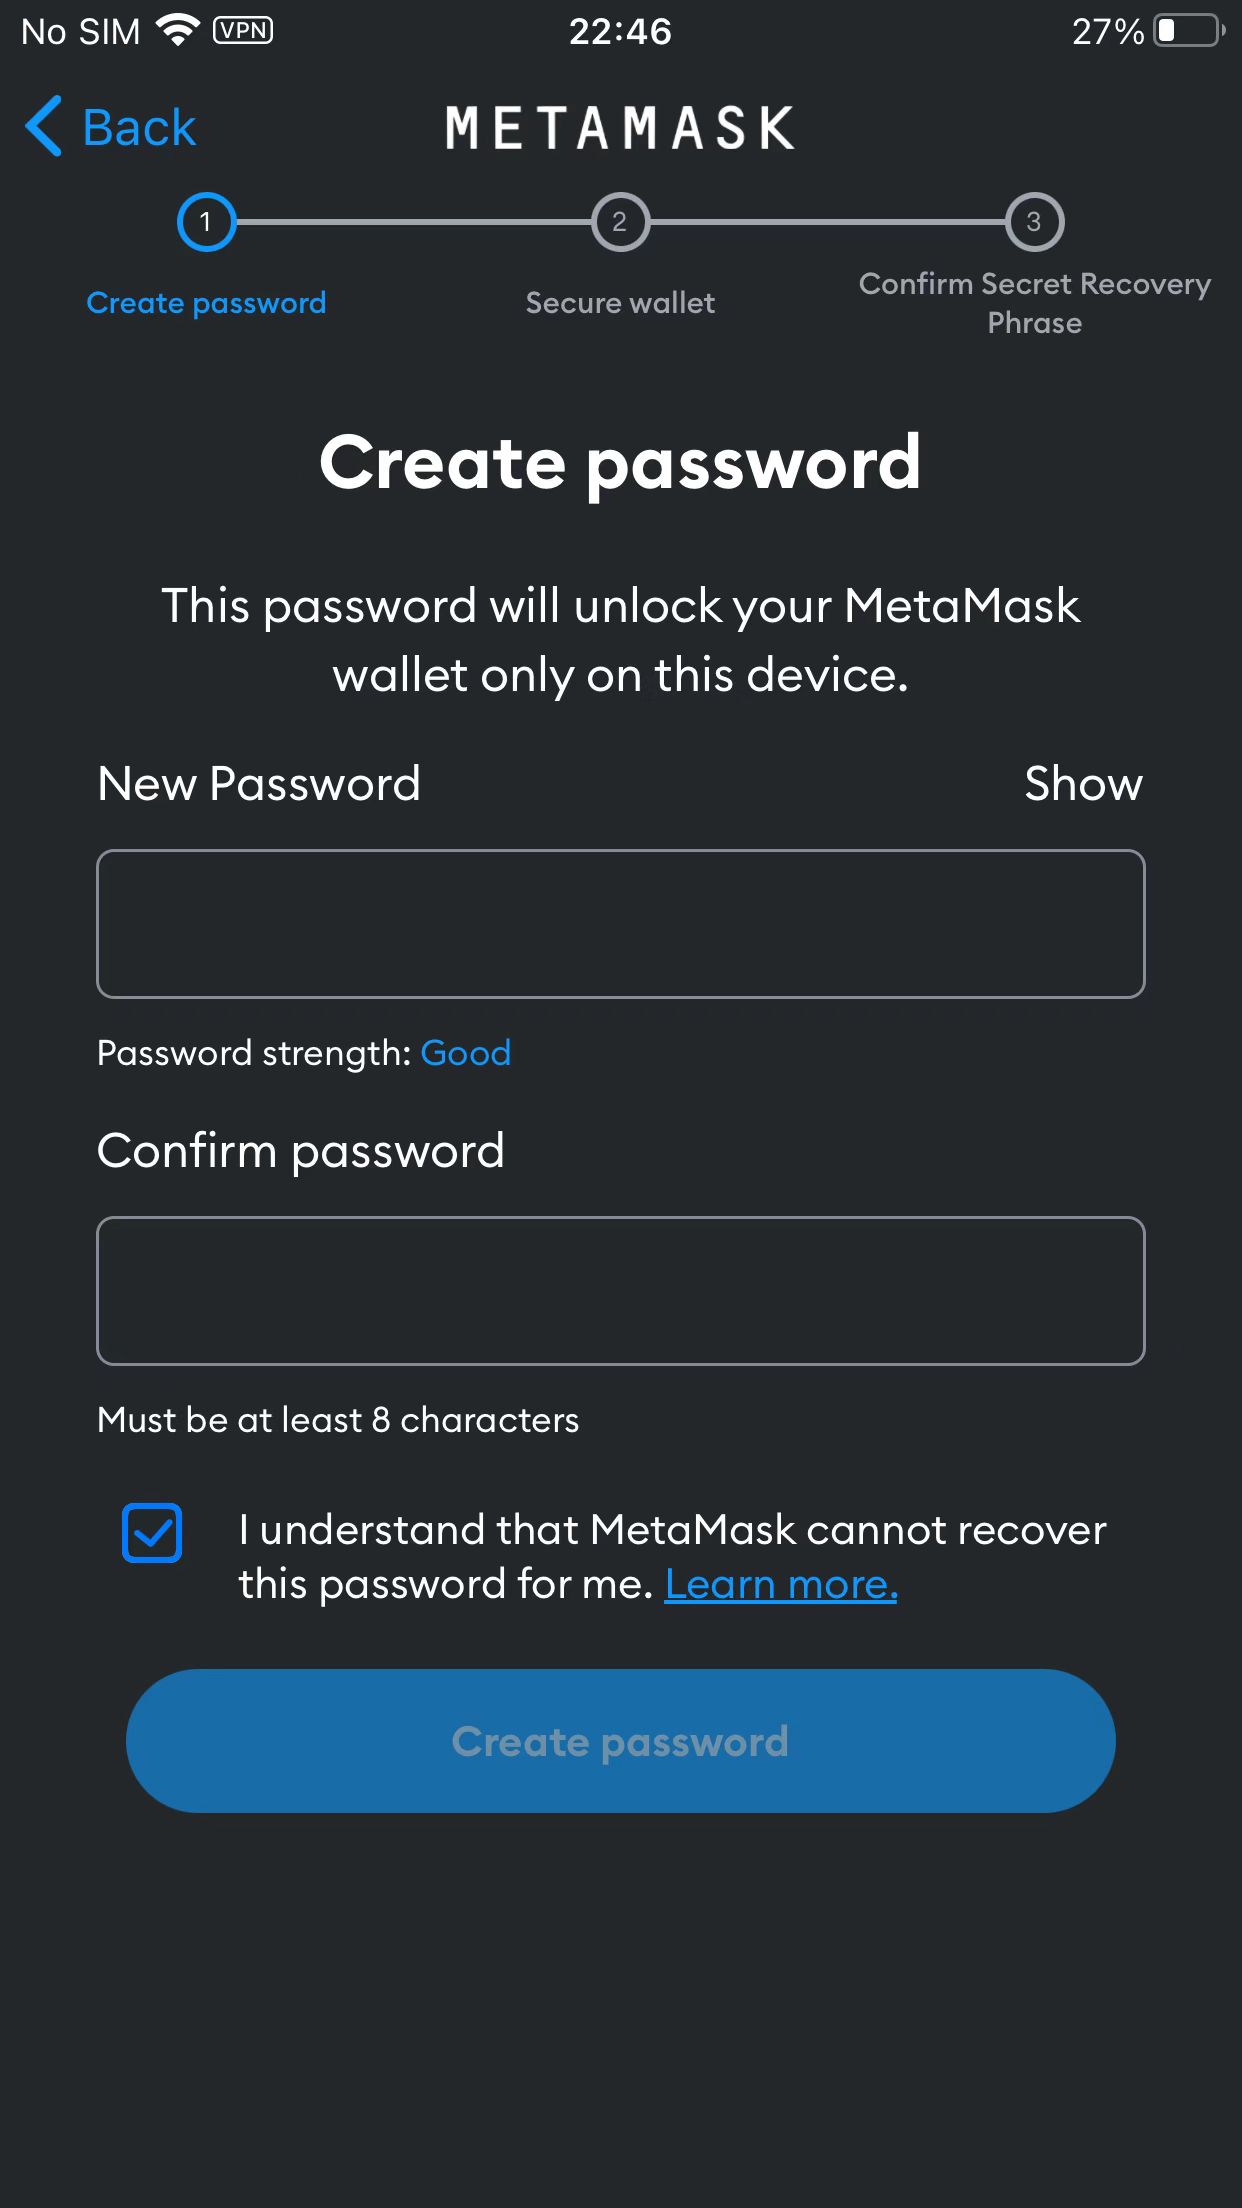 No SIM VPN 22:46 27%
Back METAMASK
1 2 3
Create password Secure wallet Confirm Secret Recovery
Phrase
Create password
This password will unlock your MetaMask
wallet only on this device.
New Password Show
Password strength: Good
Confirm password
Must be at least 8 characters
I understand that MetaMask cannot recover
this password for me. Learn more.
Create password